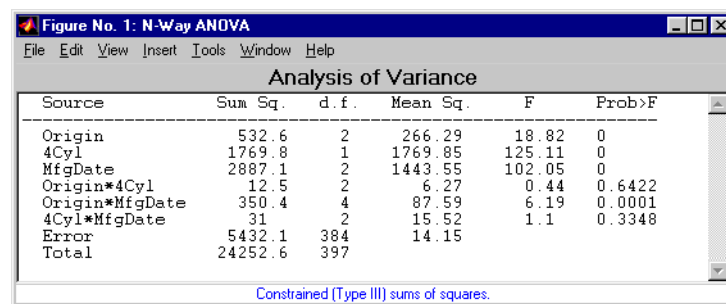 Figure No. 1: N-Way ANOVA
File Edit View Insert Tools Window Help
Analysis of Variance
Source Sum Sq. d.f. Mean Sq. F Prob>F
Origin 532.6 2 266.29 18.82 0
4Cyl 1769.8 1 1769.85 125.11 0
MfgDate 2887.1 2 1443.55 102.05 0
Origin*4Cyl 12.5 2 6.27 0.44 0.6422
Origin*MfgDate 350.4 4 87.59 6.19 0.0001
4Cyl*MfgDate 31 2 15.52 1.1 0.3348
Error 5432.1 384 14.15
Total 24252.6 397
Constrained (Type III) sums of squares.